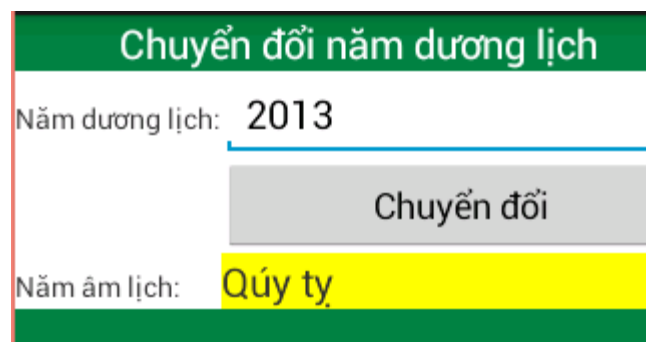 Chuyển đổi năm dương lịch
Năm dương lịch: 2013
Chuyển đổi
Năm âm lịch: Qúy tỵ